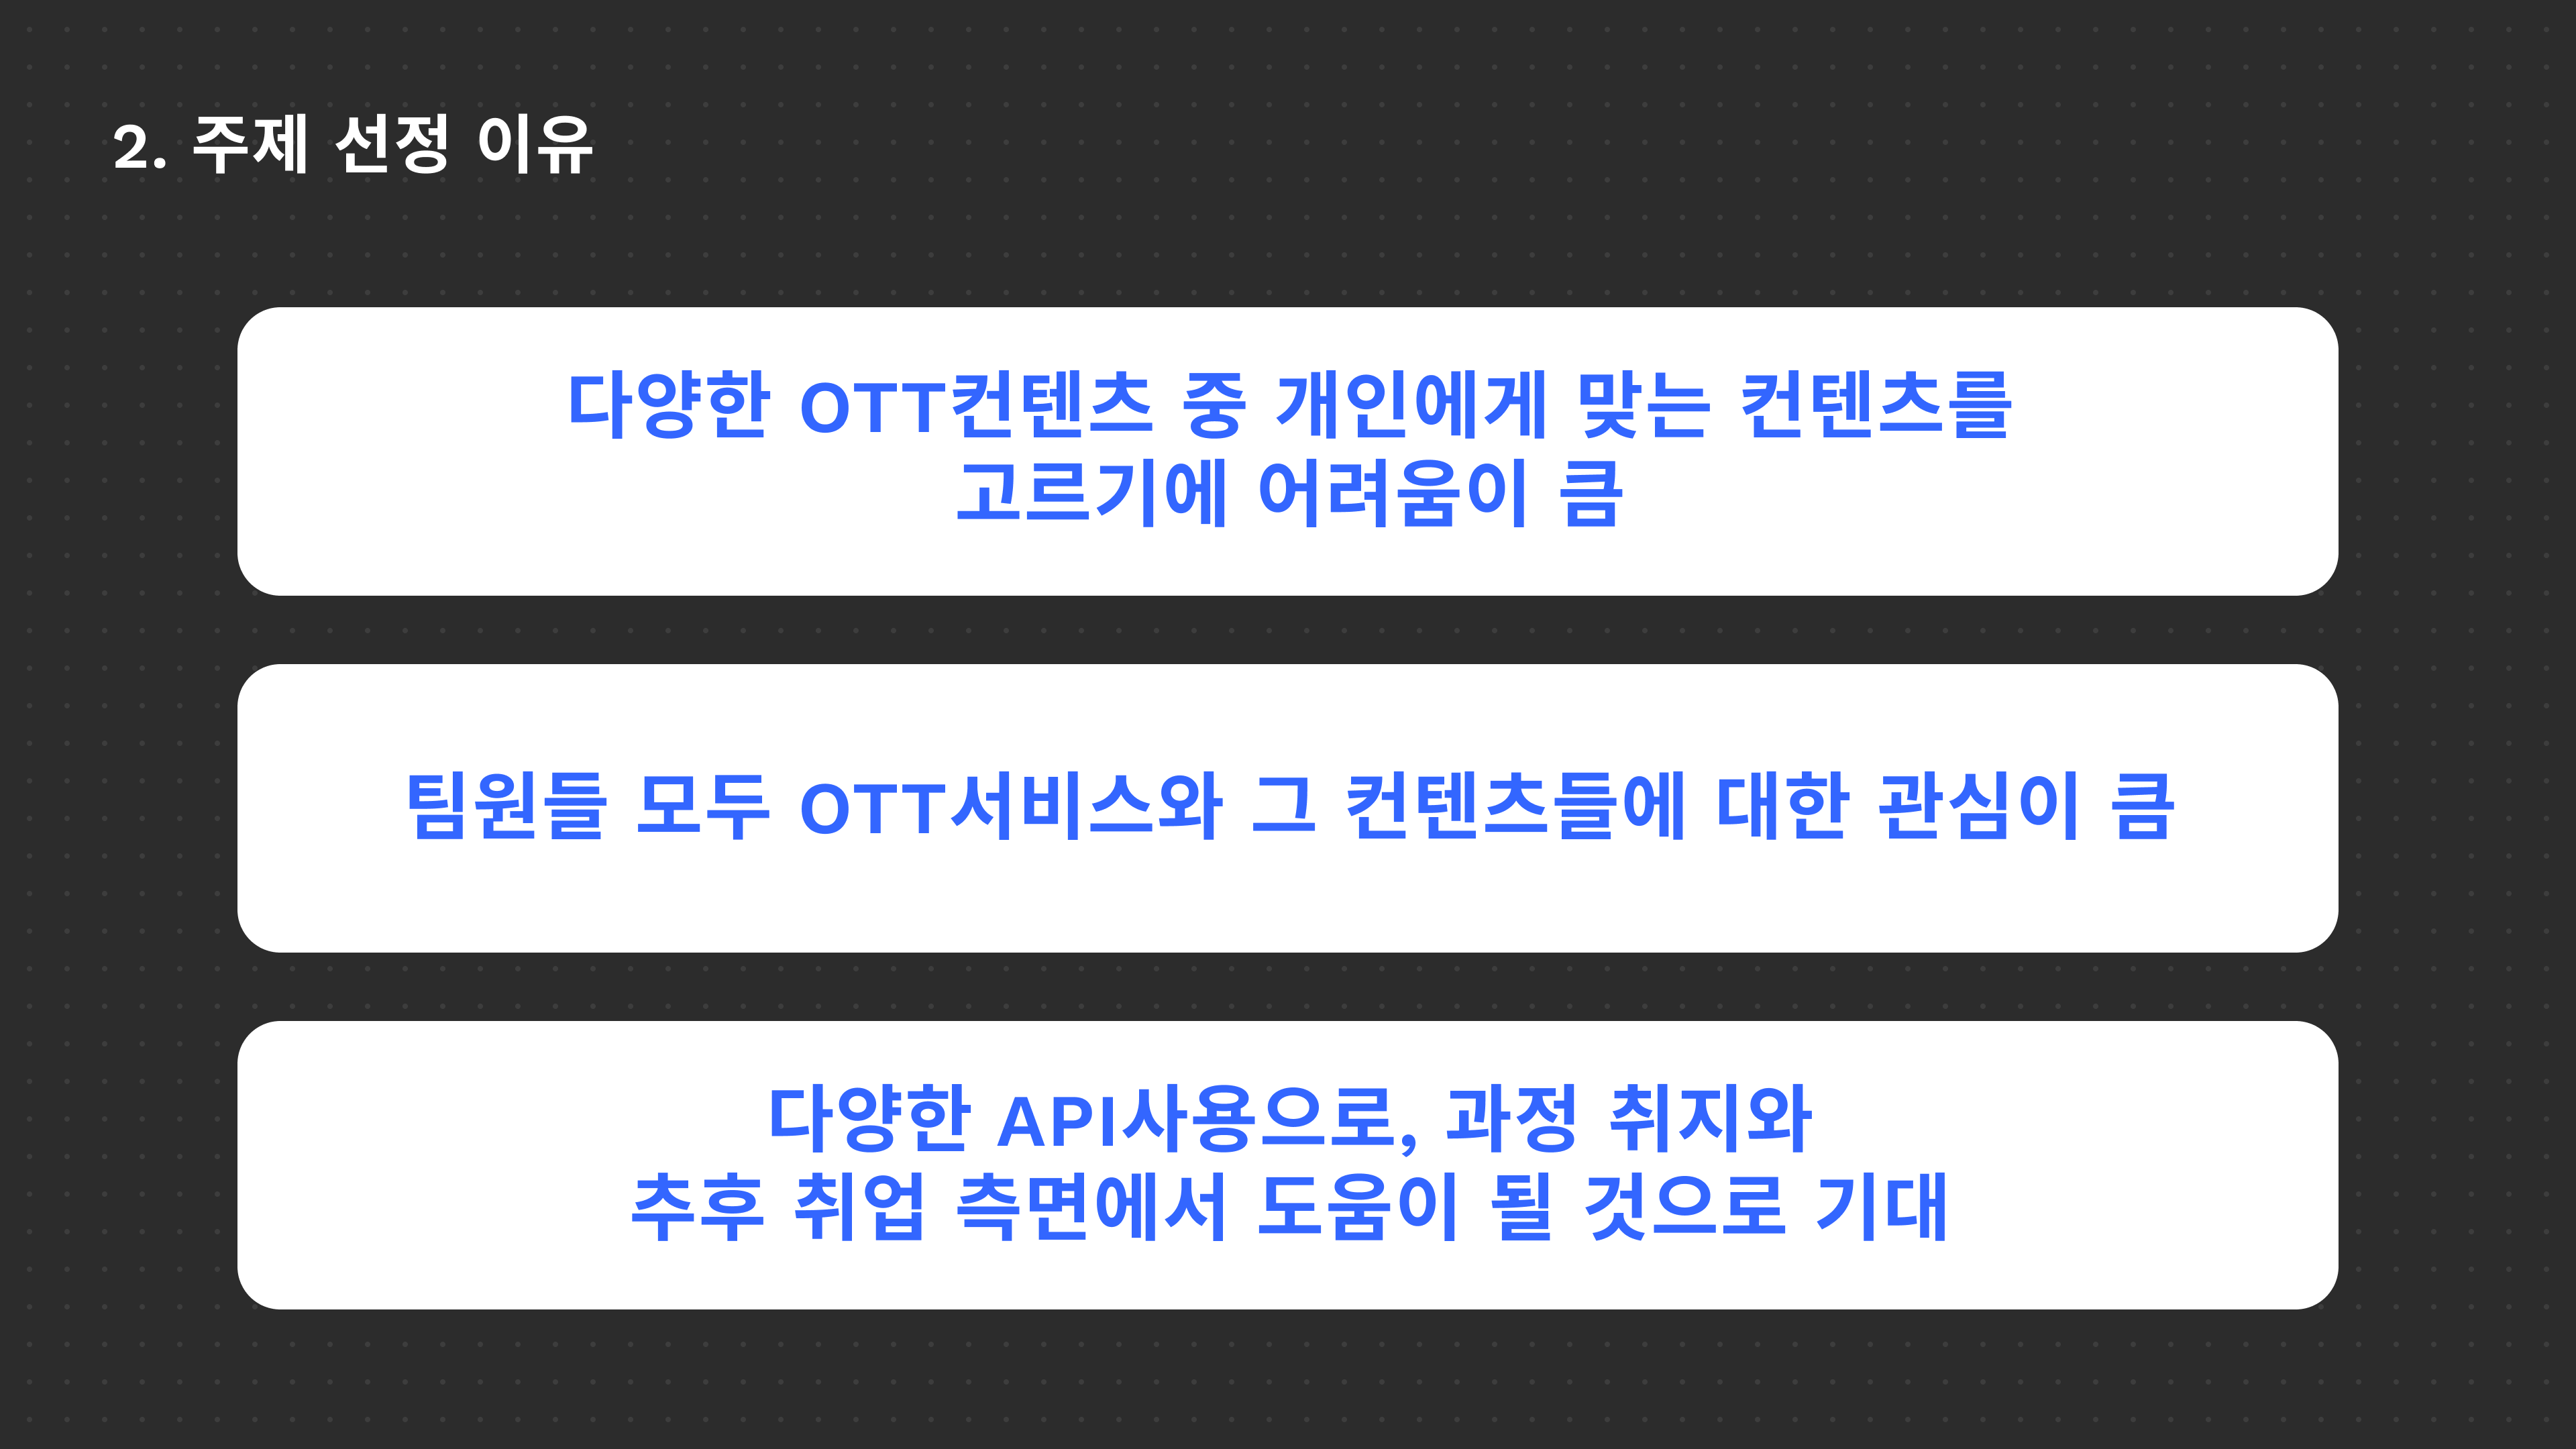 2. 주제 선정 이유
다양한 OTT컨텐츠 중 개인에게 맞는 컨텐츠를
고르기에 어려움이 큼
팀원들 모두 OTT서비스와 그 컨텐츠들에 대한 관심이 큼
다양한 API사용으로, 과정 취지와
추후 취업 측면에서 도움이 될 것으로 기대